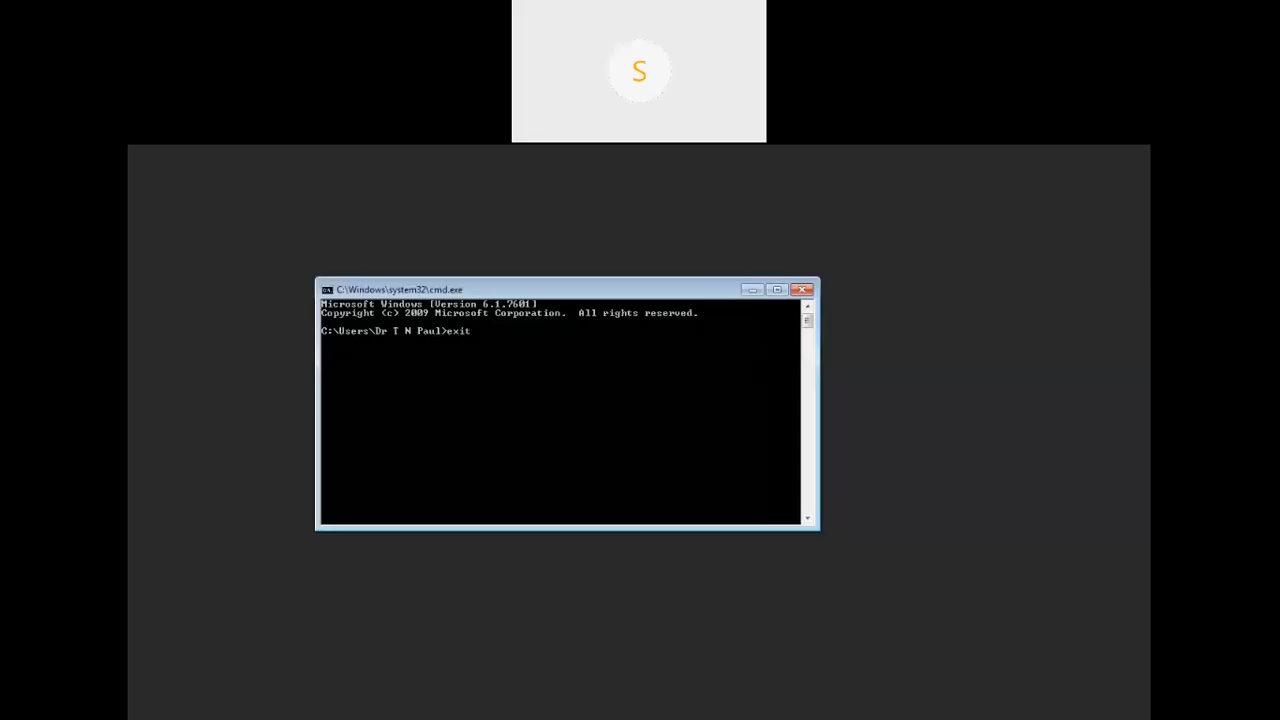 S
C:\Windows\system32\cmd.exe
Microsoft Windows [Version 6.1.7601]
Copyright (c) 2009 Microsoft Corporation.  All rights reserved.
C:\Users\Dr T N Paul>exit